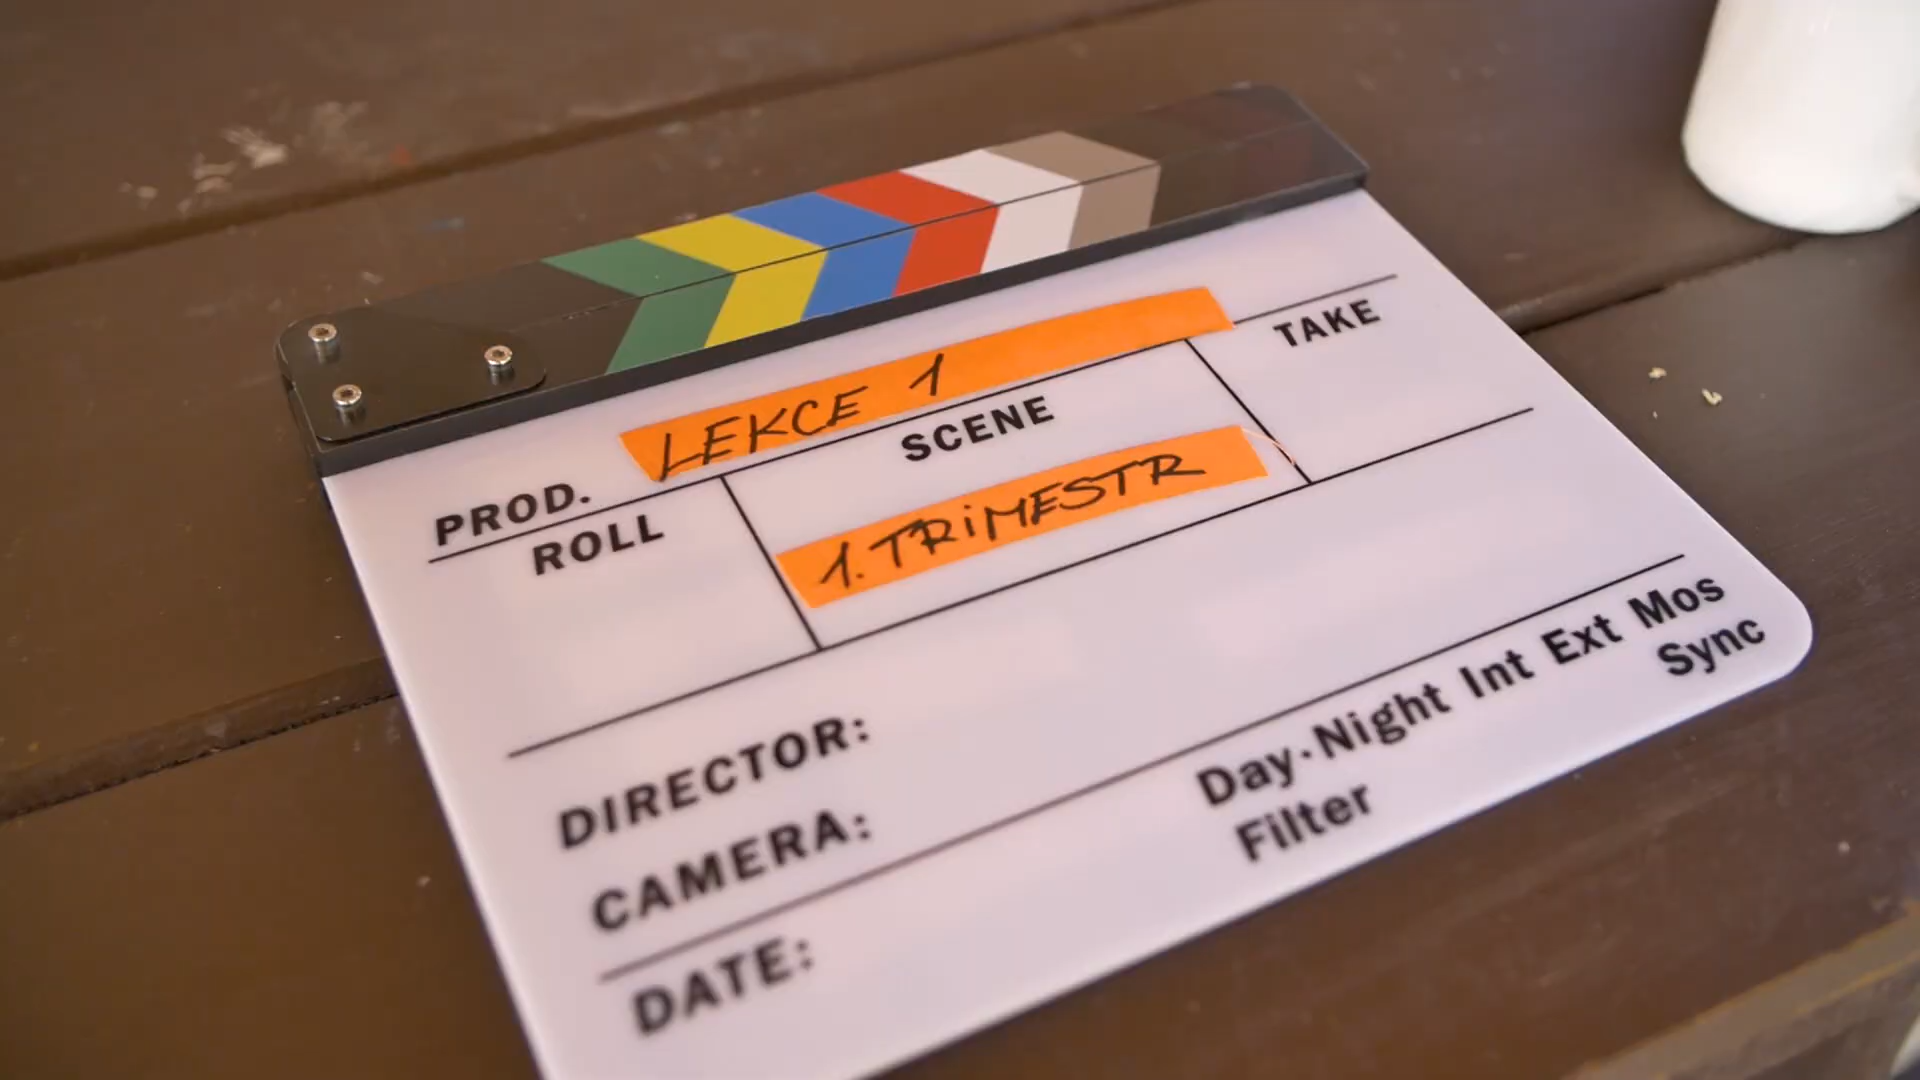 LEKCE 1
PROD.
ROLL
SCENE
TAKE
1. TRiMESTR
DIRECTOR:
CAMERA:
Day·Night Int Ext Mos
Filter Sync
DATE: